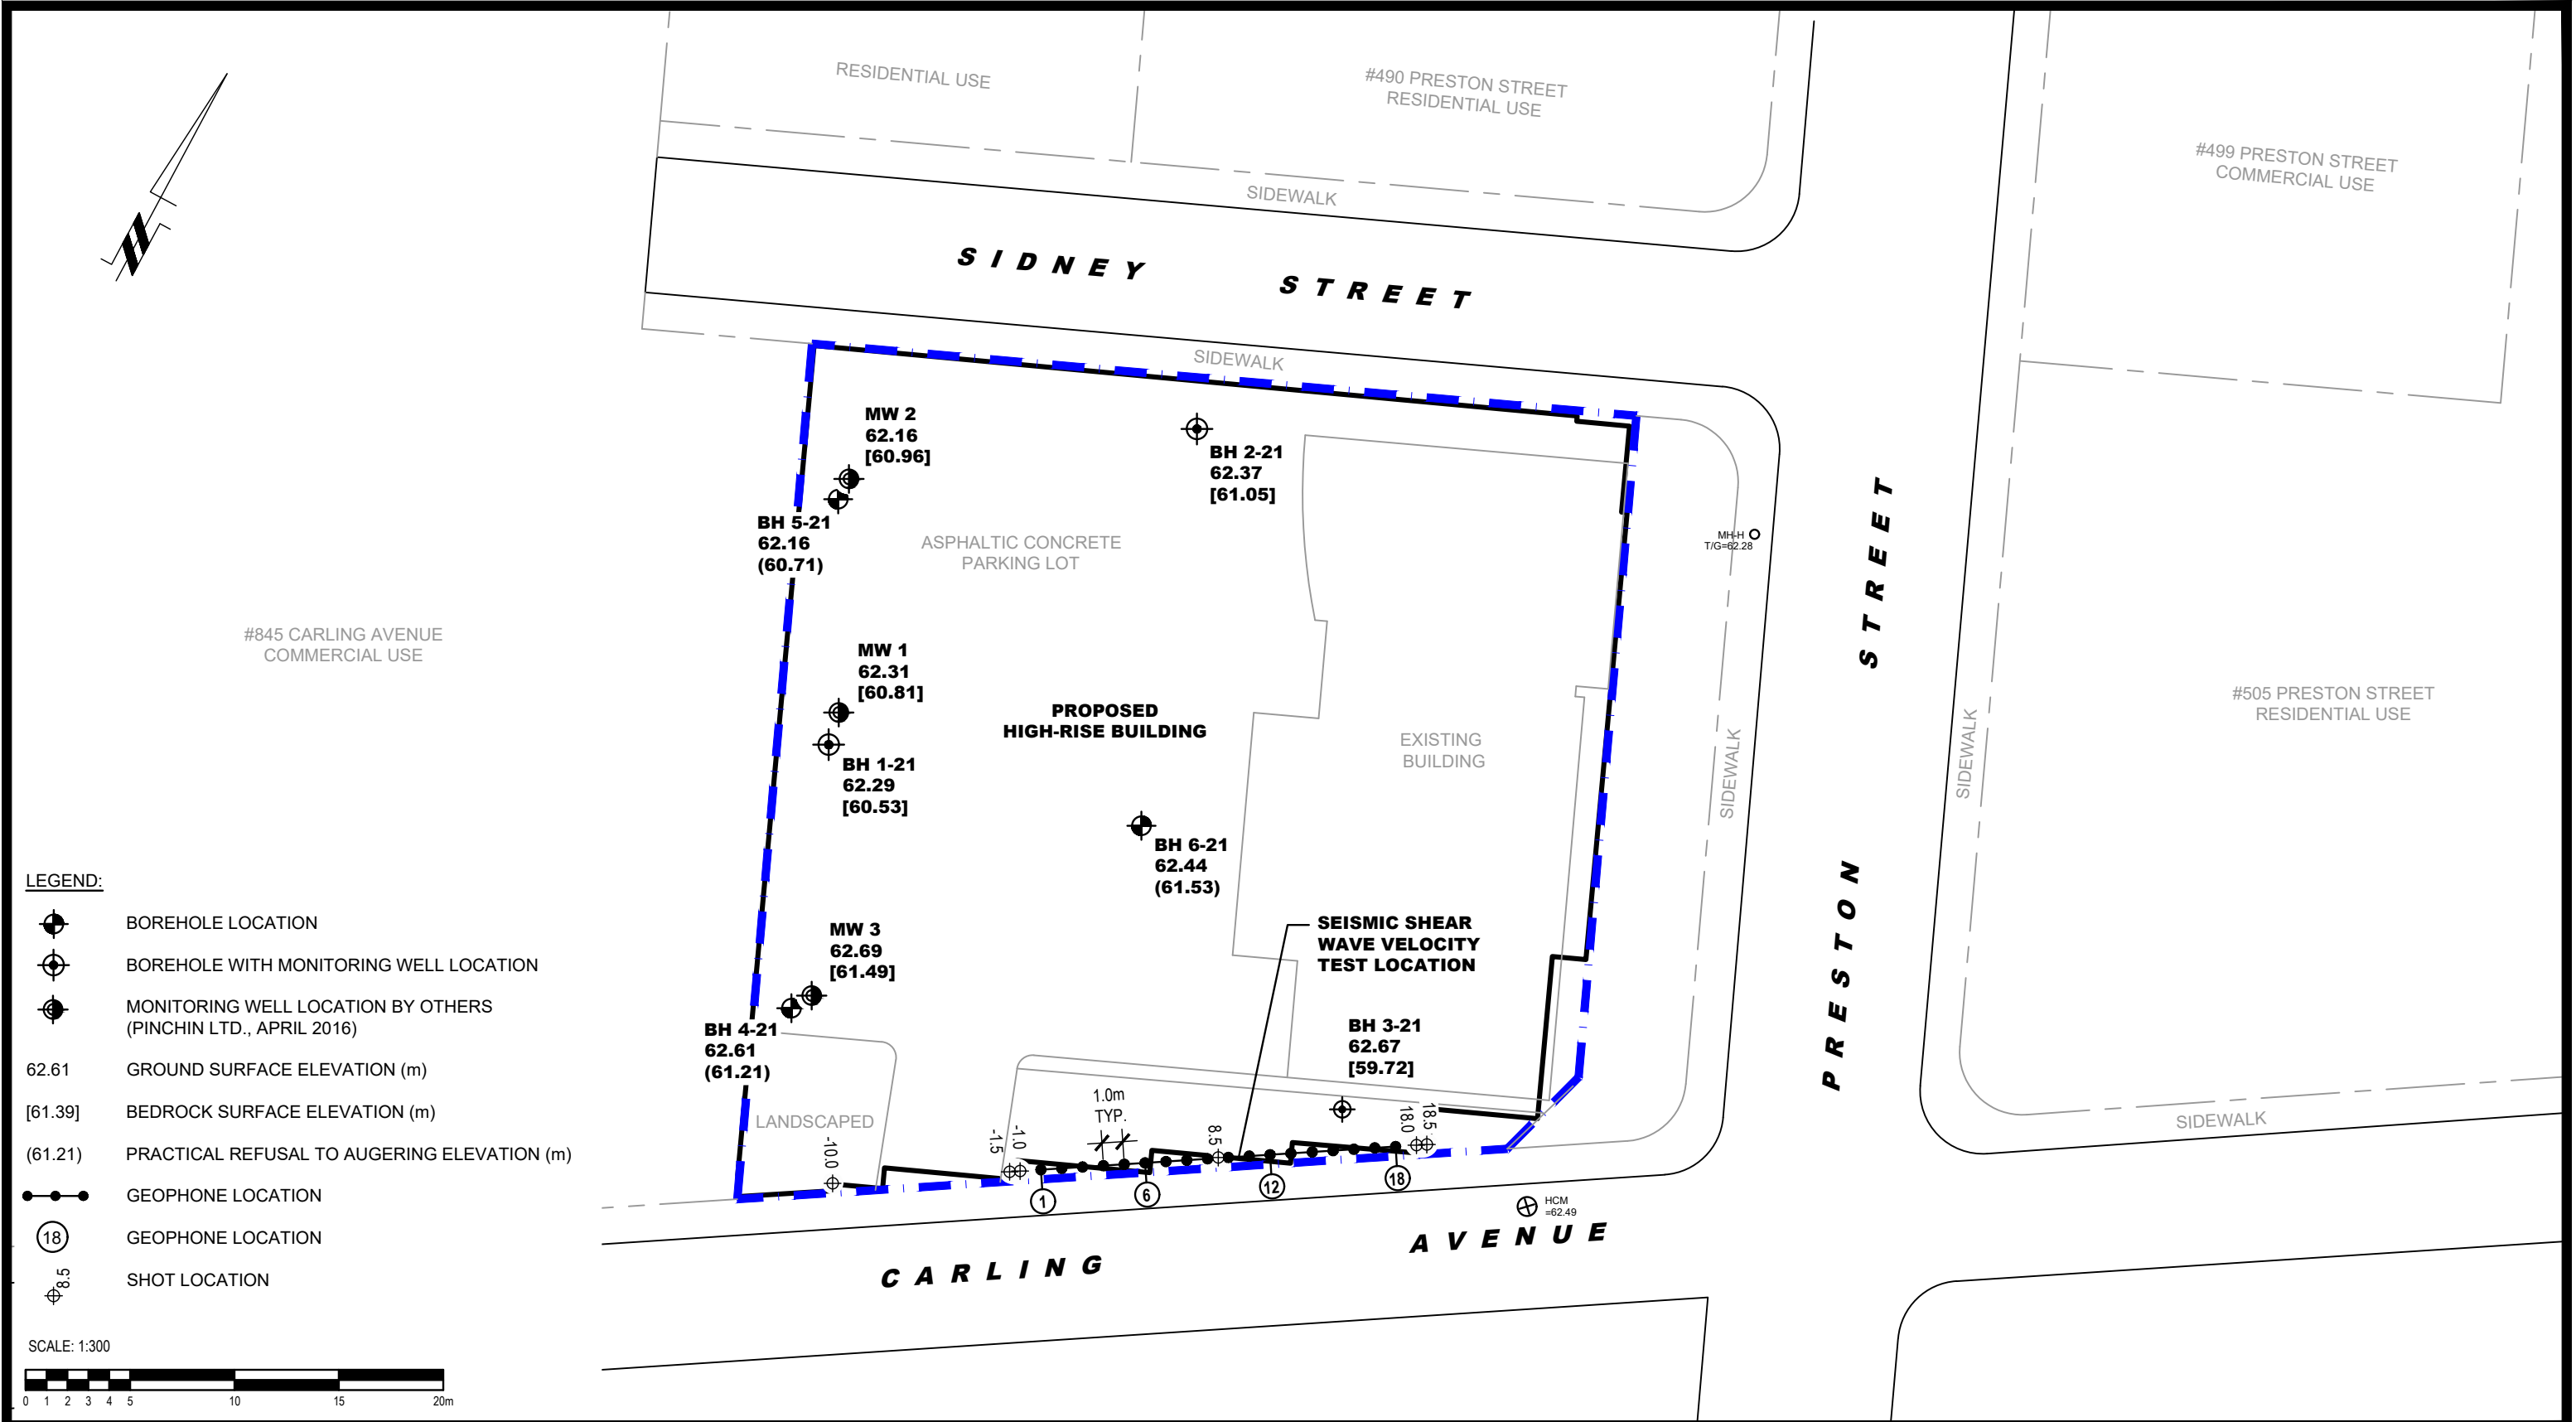 RESIDENTIAL USE
#490 PRESTON STREET
RESIDENTIAL USE
#499 PRESTON STREET
COMMERCIAL USE
SIDEWALK
SIDNEY STREET
SIDEWALK
MW 2
62.16
[60.96]
BH 2-21
62.37
[61.05]
BH 5-21
62.16
(60.71)
ASPHALTIC CONCRETE
PARKING LOT
MH-H
T/G=62.28
#845 CARLING AVENUE
COMMERCIAL USE
MW 1
62.31
[60.81]
PROPOSED
HIGH-RISE BUILDING
EXISTING
BUILDING
BH 1-21
62.29
[60.53]
SIDEWALK
PRESTON STREET
SIDEWALK
#505 PRESTON STREET
RESIDENTIAL USE
BH 6-21
62.44
(61.53)
MW 3
62.69
[61.49]
SEISMIC SHEAR
WAVE VELOCITY
TEST LOCATION
BH 4-21
62.61
(61.21)
BH 3-21
62.67
[59.72]
LANDSCAPED
1.0m
TYP.
-10.0
-1.5
-1.0
8.5
18.0
18.5
1
6
12
18
HCM
=62.49
SIDEWALK
CARLING AVENUE
LEGEND:
BOREHOLE LOCATION
BOREHOLE WITH MONITORING WELL LOCATION
MONITORING WELL LOCATION BY OTHERS
(PINCHIN LTD., APRIL 2016)
62.61 GROUND SURFACE ELEVATION (m)
[61.39] BEDROCK SURFACE ELEVATION (m)
(61.21) PRACTICAL REFUSAL TO AUGERING ELEVATION (m)
GEOPHONE LOCATION
18 GEOPHONE LOCATION
8.5 SHOT LOCATION
SCALE: 1:300
0 1 2 3 4 5 10 15 20m